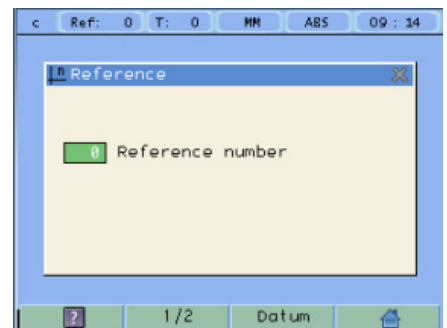 c Ref: 0 T: 0 MM ABS 09 : 14
n Reference
0 Reference number
? 1/2 Datum